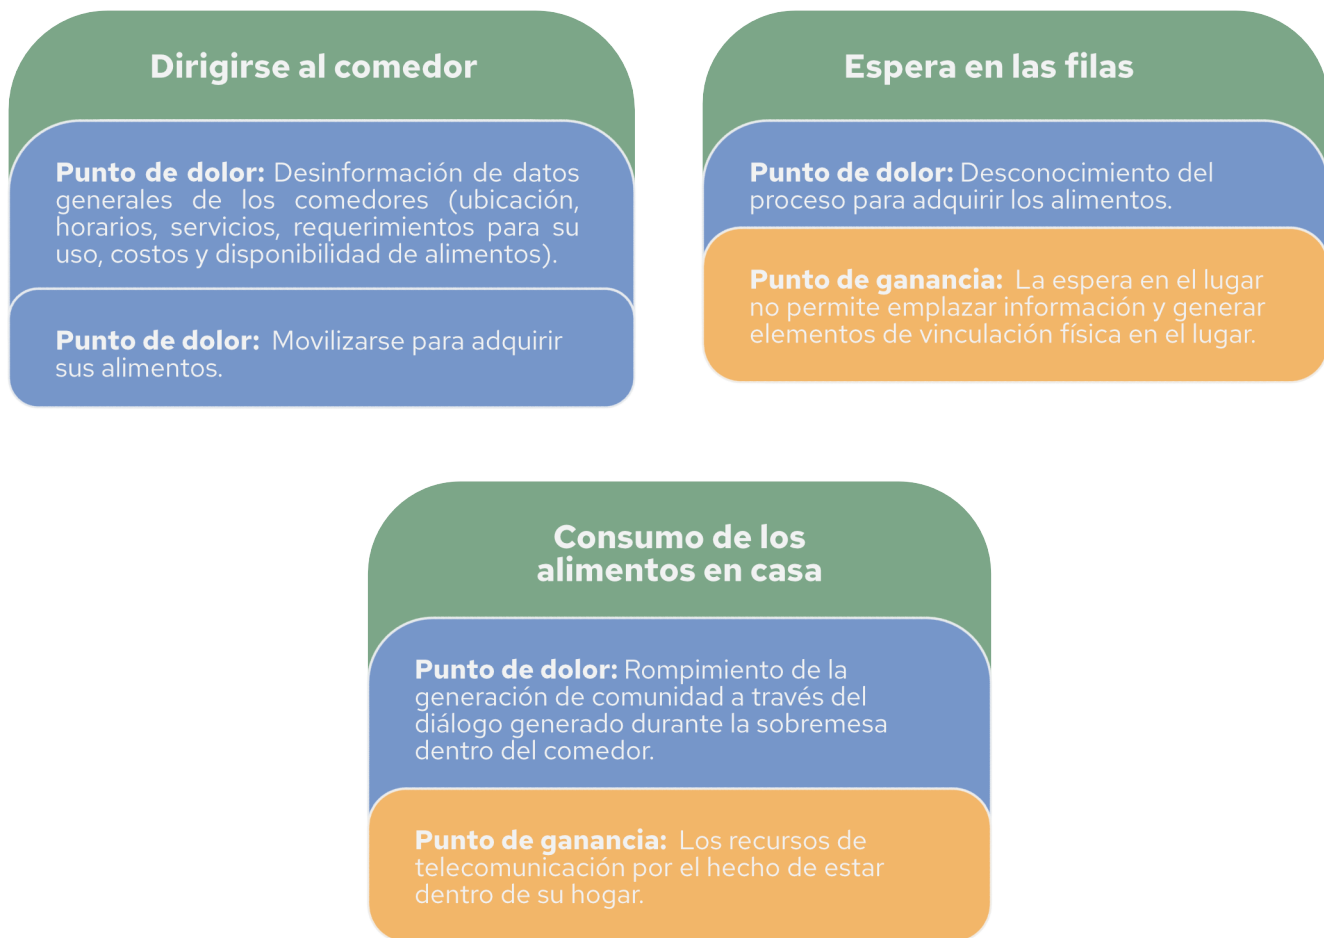 Dirigirse al comedor
Punto de dolor: Desinformación de datos
generales de los comedores (ubicación,
horarios, servicios, requerimientos para su
uso, costos y disponibilidad de alimentos).
Punto de dolor: Movilizarse para adquirir
sus alimentos.
Espera en las filas
Punto de dolor: Desconocimiento del
proceso para adquirir los alimentos.
Punto de ganancia: La espera en el lugar
no permite emplazar información y generar
elementos de vinculación física en el lugar.
Consumo de los
alimentos en casa
Punto de dolor: Rompimiento de la
generación de comunidad a través del
diálogo generado durante la sobremesa
dentro del comedor.
Punto de ganancia: Los recursos de
telecomunicación por el hecho de estar
dentro de su hogar.